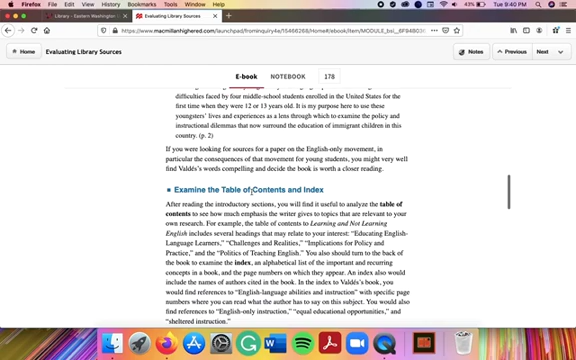 Firefox File Edit View History Bookmarks Tools Window Help 43% Tue 9:40 PM
Library - Eastern Washington Evaluating Library Sources
Home Evaluating Library Sources Notes Previous Next
E-book NOTEBOOK 178
difficulties faced by four middle-school students enrolled in the United States for the
first time when they were 12 or 13 years old. It is my purpose here to use these
youngsters' lives and experiences as a lens through which to examine the policy and
instructional dilemmas that now surround the education of immigrant children in this
country. (p. 2)
If you were looking for sources for a paper on the English-only movement, in
particular the consequences of that movement for young students, you might very well
find Valdés's words compelling and decide the book is worth a closer reading.
Examine the Table of Contents and Index
After reading the introductory sections, you will find it useful to analyze the table of
contents to see how much emphasis the writer gives to topics that are relevant to your
own research. For example, the table of contents to Learning and Not Learning
English includes several headings that may relate to your interest: "Educating English-
Language Learners," "Challenges and Realities," "Implications for Policy and
Practice," and the "Politics of Teaching English." You also should turn to the back
of the book to examine the index, an alphabetical list of the important and recurring
concepts in a book, and the page numbers on which they appear. An index also would
include the names of authors cited in the book. In the index to Valdés's book, you
would find references to "English-language abilities and instruction" with specific page
numbers where you can read what the author has to say on this subject. You would also
find references to "English-only instruction," "equal educational opportunities," and
"sheltered instruction."